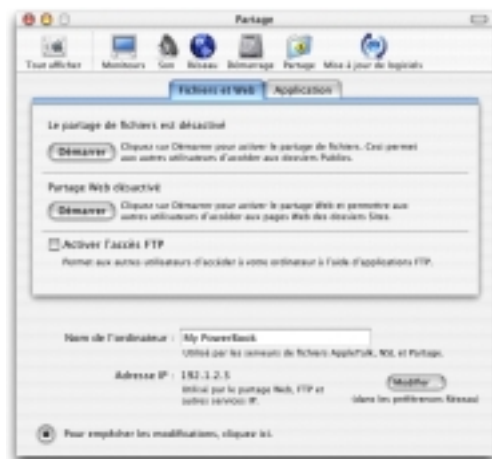 Partage
Tout afficher Moniteurs Son Réseau Démarrage Partage Mise à jour de logiciels
Fichiers et Web Application
Le partage de fichiers est désactivé
Démarrer Cliquez sur Démarrer pour activer le partage de fichiers. Ceci permet
aux autres utilisateurs d'accéder aux dossiers Publics.
Partage Web désactivé
Démarrer Cliquez sur Démarrer pour activer le partage Web et permettre aux
autres utilisateurs d'accéder aux pages Web des dossiers Sites.
Activer l'accès FTP
Permet aux autres utilisateurs d'accéder à votre ordinateur à l'aide d'applications FTP.
Nom de l'ordinateur : My PowerBook
Utilisé par les serveurs de fichiers AppleTalk, NSL et Partage.
Adresse IP : 192.1.2.3
Utilisé par le partage Web, FTP et
autres services IP.
Modifier...
(dans les préférences Réseau)
Pour empêcher les modifications, cliquez ici.